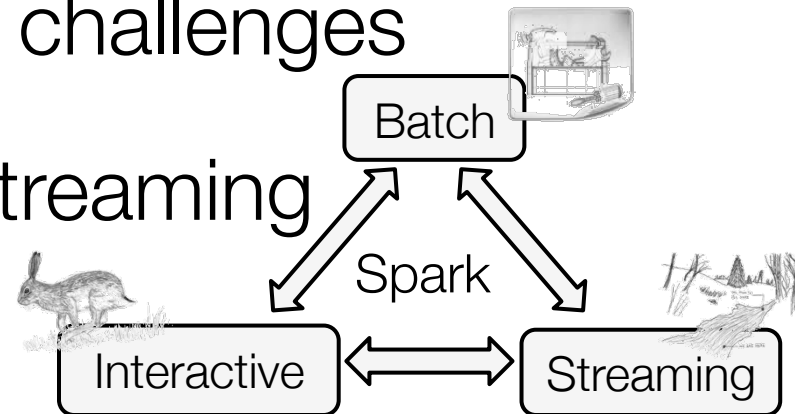 challenges
Batch
treaming
Spark
Interactive
Streaming